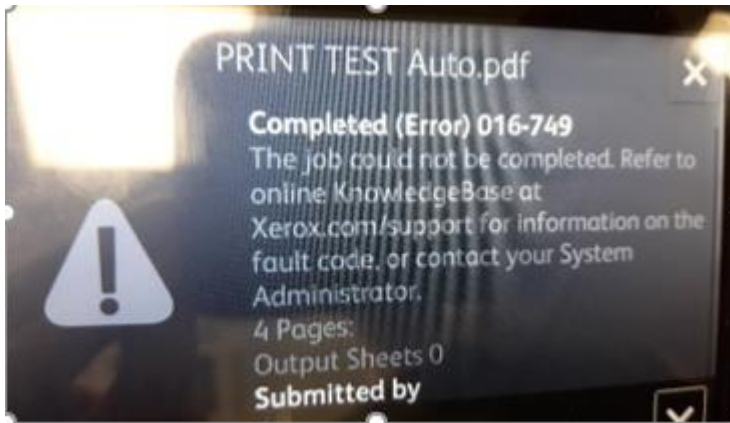 PRINT TEST Auto.pdf
Completed (Error) 016-749
The job could not be completed. Refer to
online KnowledgeBase at
Xerox.com/support for information on the
fault code, or contact your System
Administrator.
4 Pages:
Output Sheets 0
Submitted by